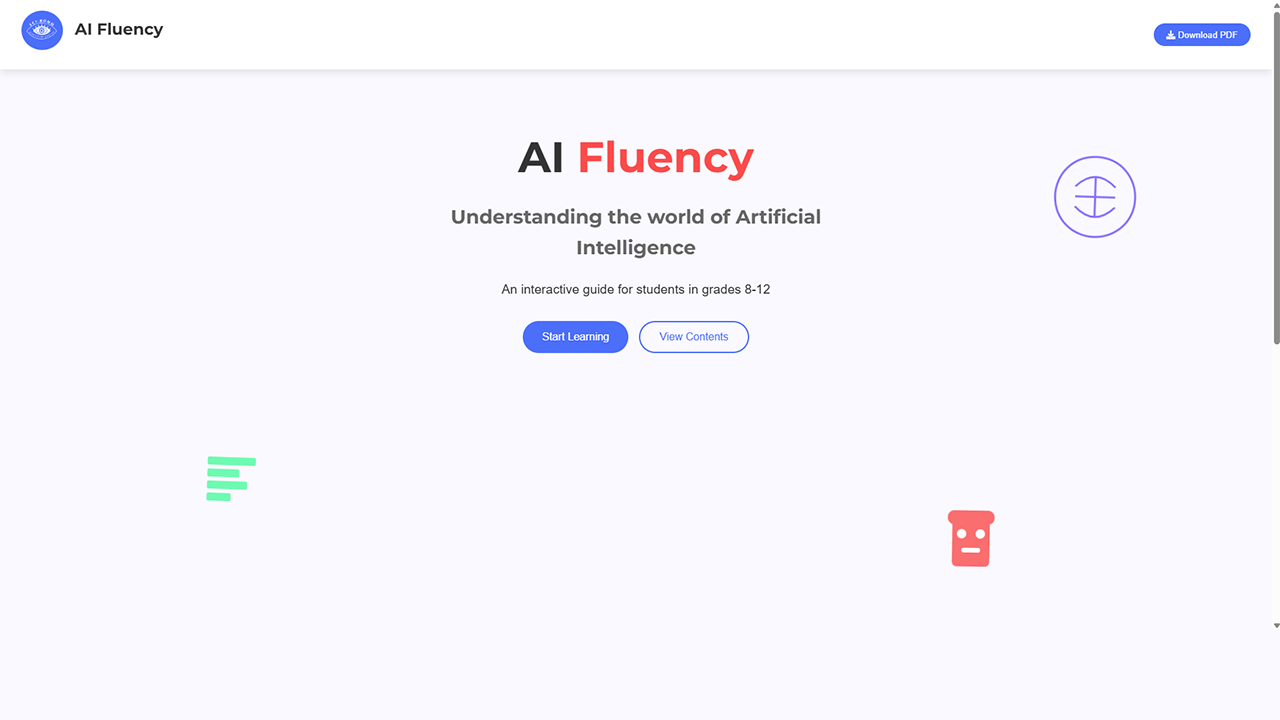 AI Fluency
Download PDF
AI Fluency
Understanding the world of Artificial
Intelligence
An interactive guide for students in grades 8-12
Start Learning
View Contents